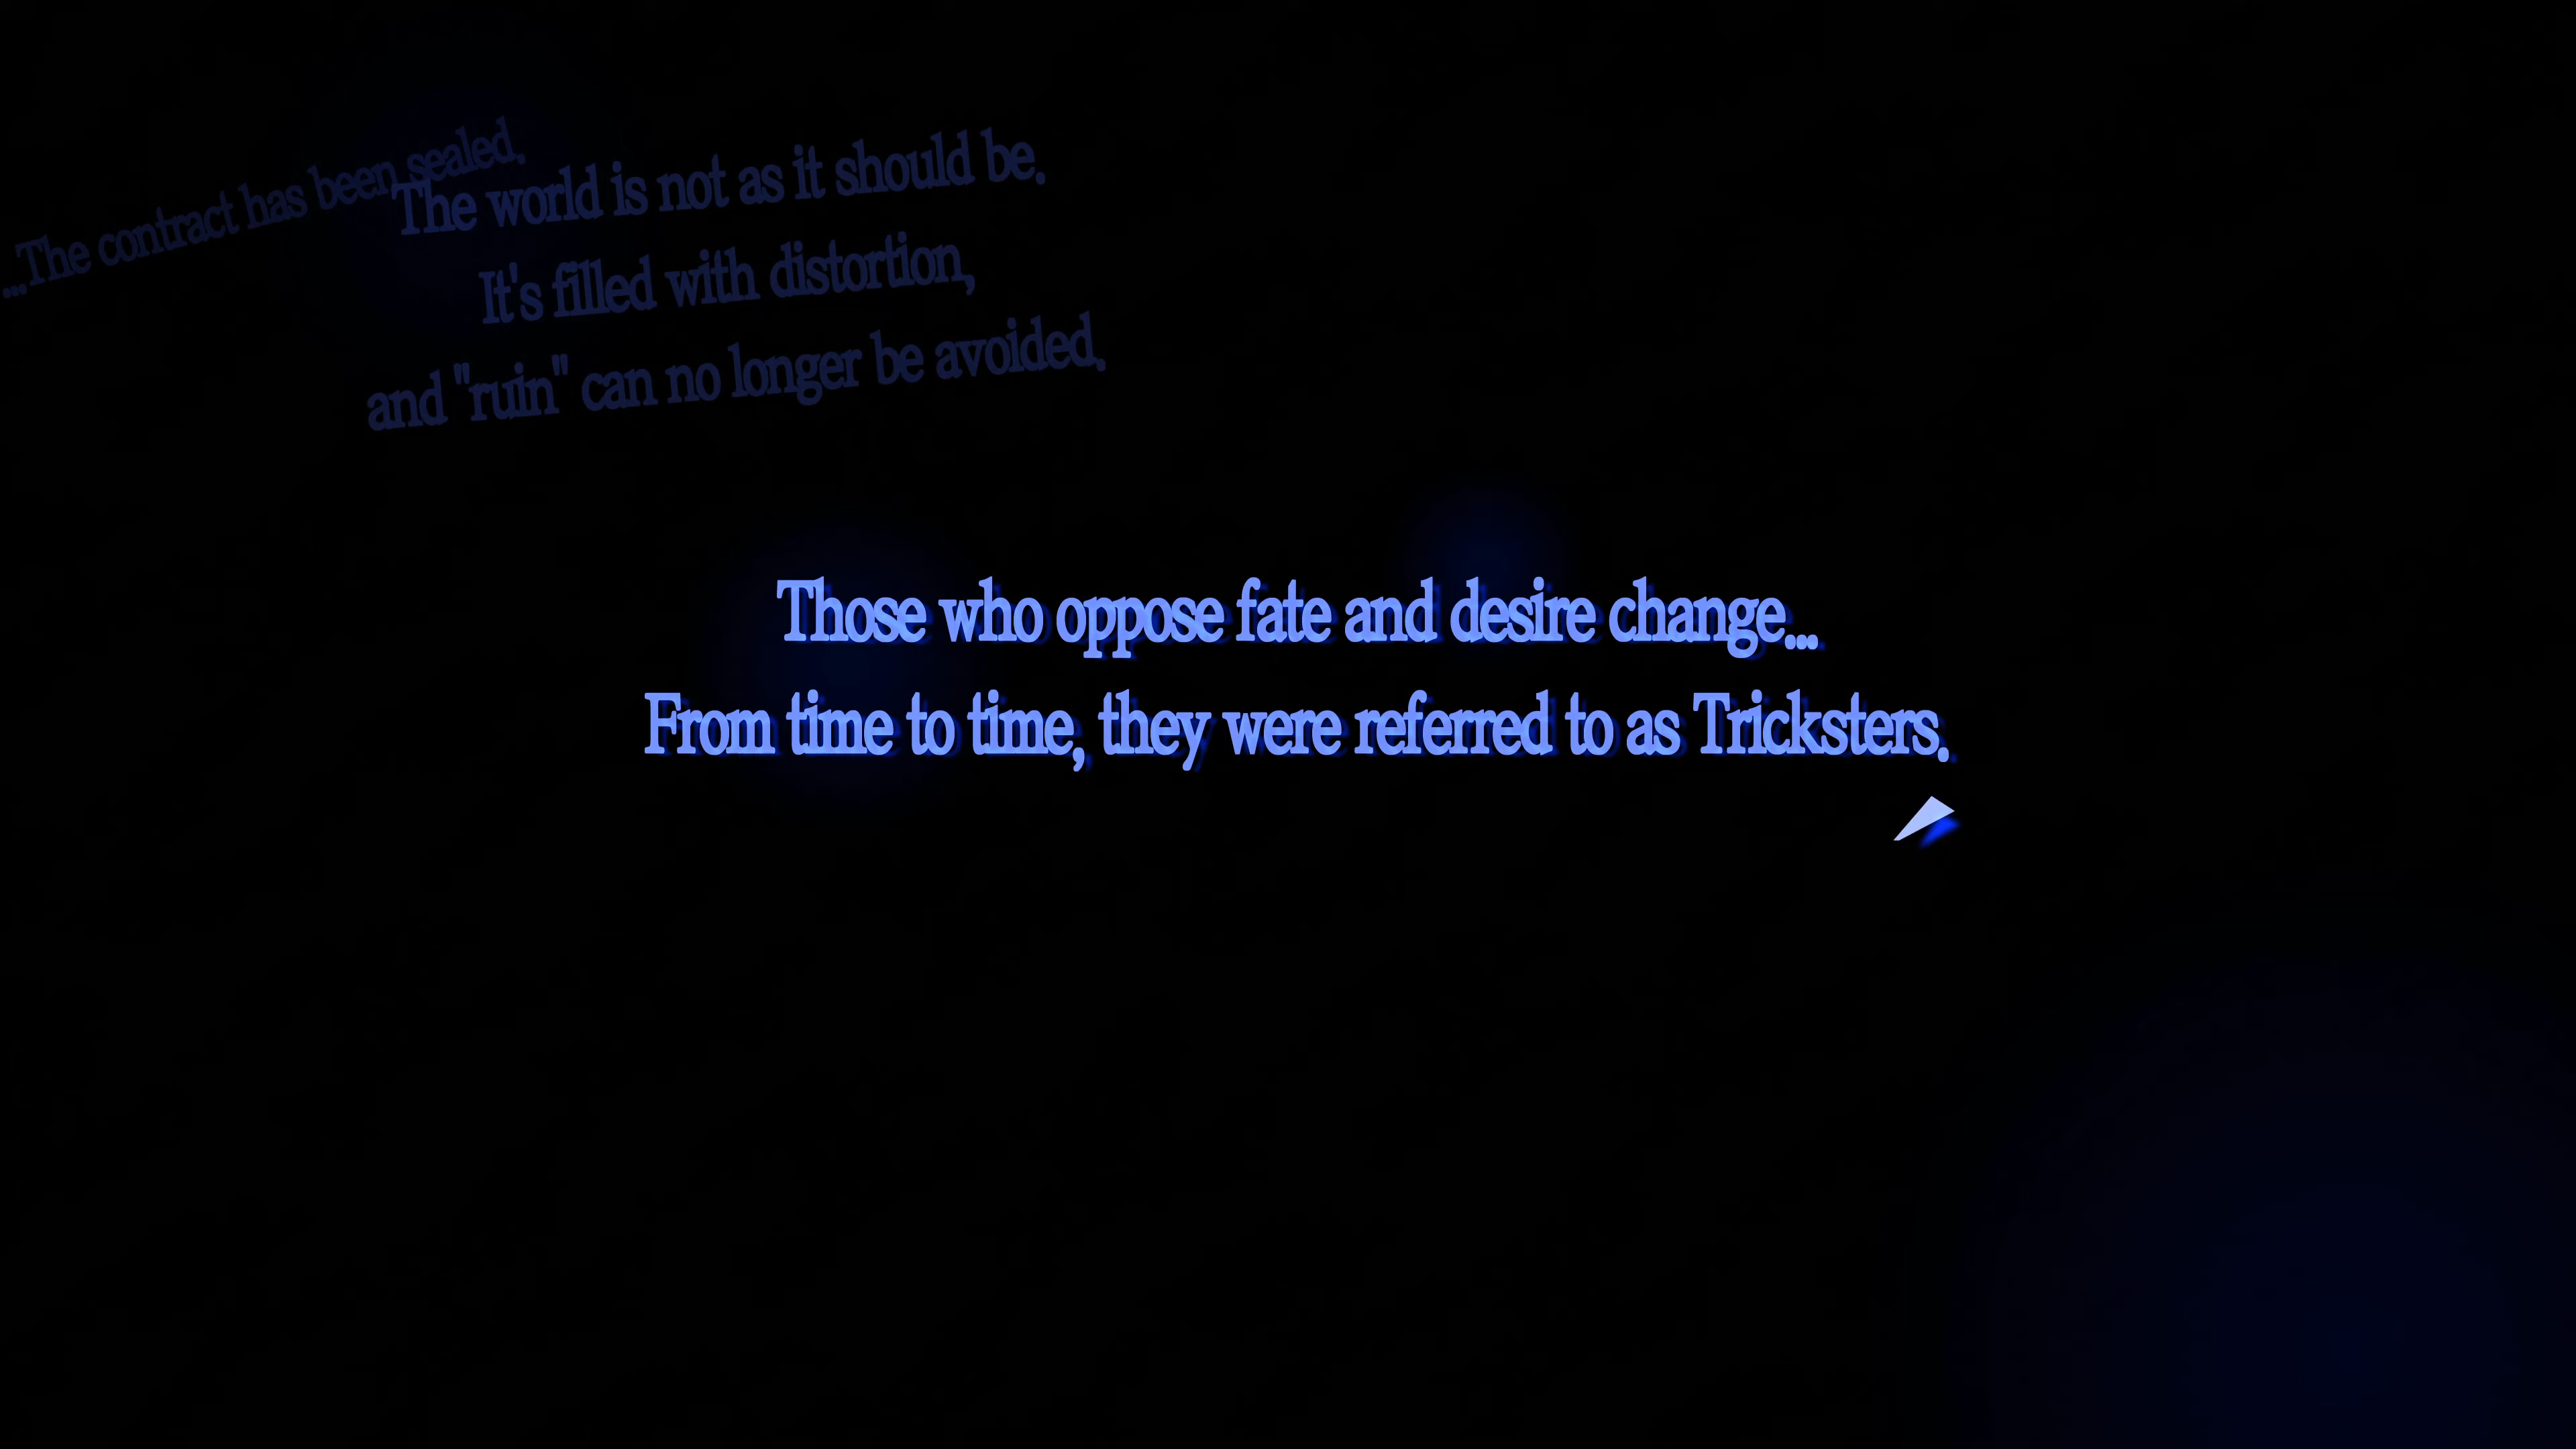 ...The contract has been sealed.
The world is not as it should be.
It's filled with distortion,
and "ruin" can no longer be avoided.
Those who oppose fate and desire change...
From time to time, they were referred to as Tricksters.